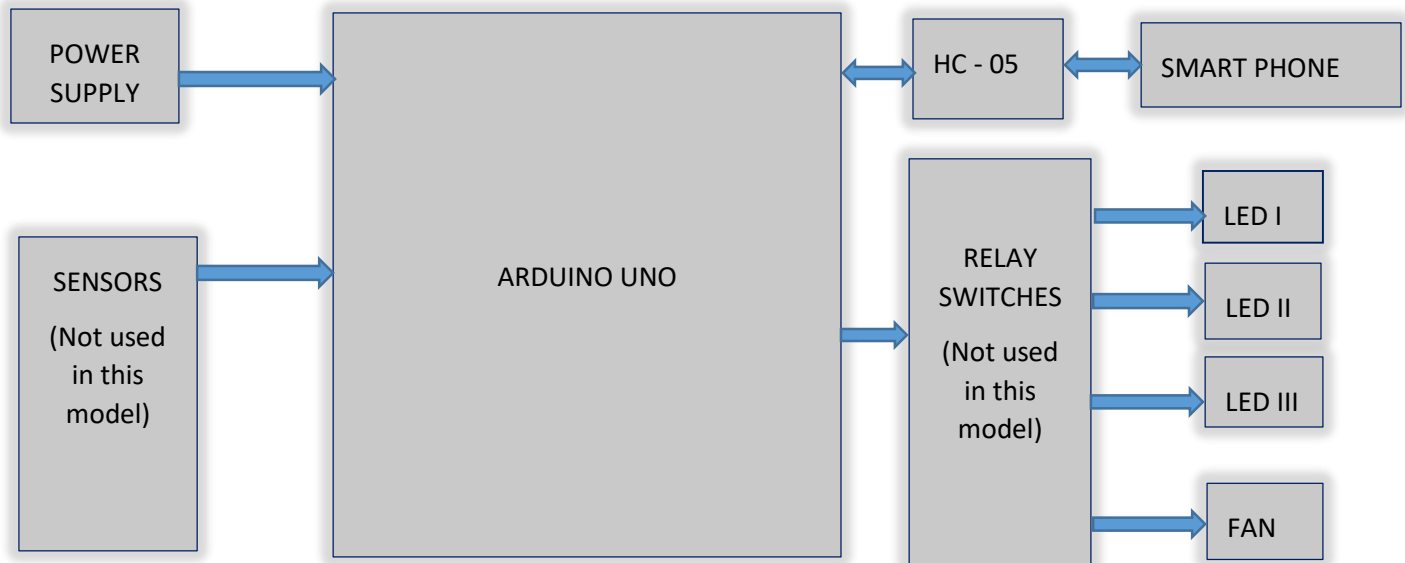 POWER
SUPPLY
SENSORS
(Not used
in this
model)
ARDUINO UNO
HC - 05
SMART PHONE
RELAY
SWITCHES
(Not used
in this
model)
LED I
LED II
LED III
FAN